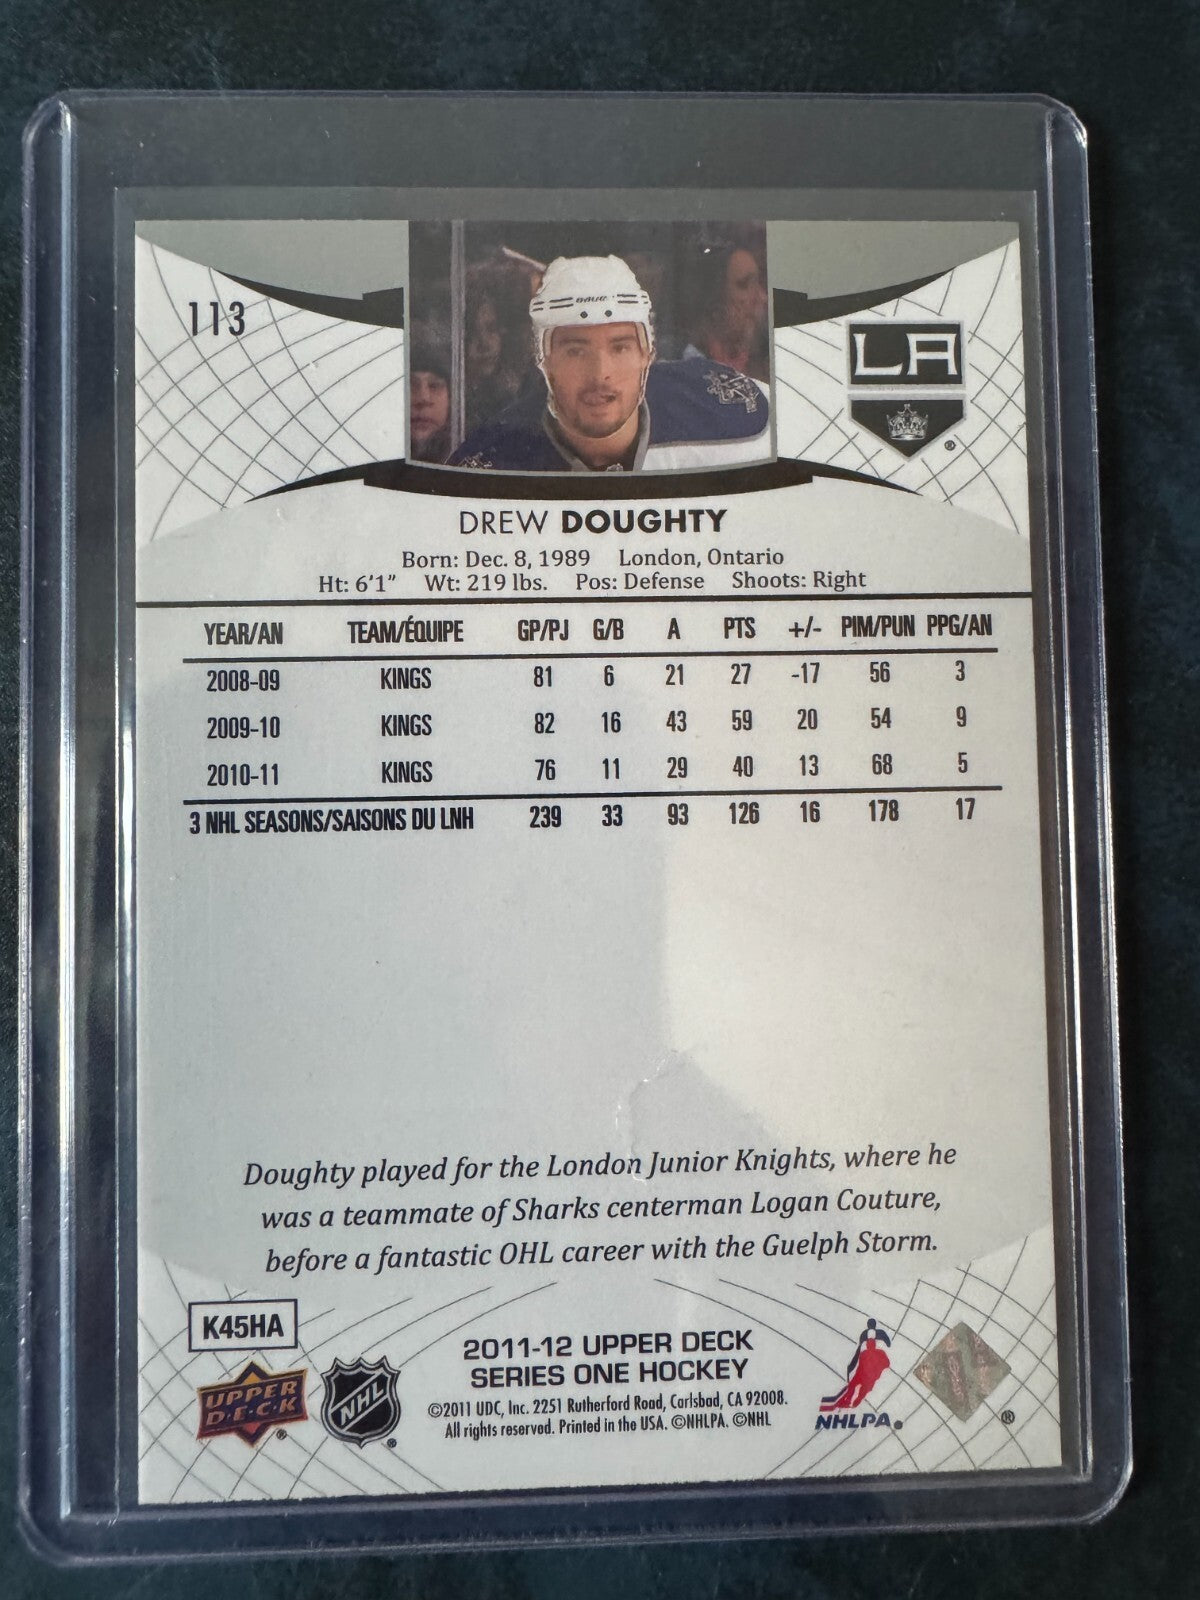 113
BAUER
LA
DREW DOUGHTY
Born: Dec. 8, 1989 London, Ontario
Ht: 6'1" Wt: 219 lbs. Pos: Defense Shoots: Right
YEAR/AN TEAM/ÉQUIPE GP/PJ G/B A PTS +/- PIM/PUN PPG/AN
2008-09 KINGS 81 6 21 27 -17 56 3
2009-10 KINGS 82 16 43 59 20 54 9
2010-11 KINGS 76 11 29 40 13 68 5
3 NHL SEASONS/SAISONS DU LNH 239 33 93 126 16 178 17
Doughty played for the London Junior Knights, where he
was a teammate of Sharks centerman Logan Couture,
before a fantastic OHL career with the Guelph Storm.
K45HA
UPPER DECK
NHL
2011-12 UPPER DECK
SERIES ONE HOCKEY
©2011 UDC, Inc. 2251 Rutherford Road, Carlsbad, CA 92008.
All rights reserved. Printed in the USA. ©NHLPA. ©NHL
NHLPA.